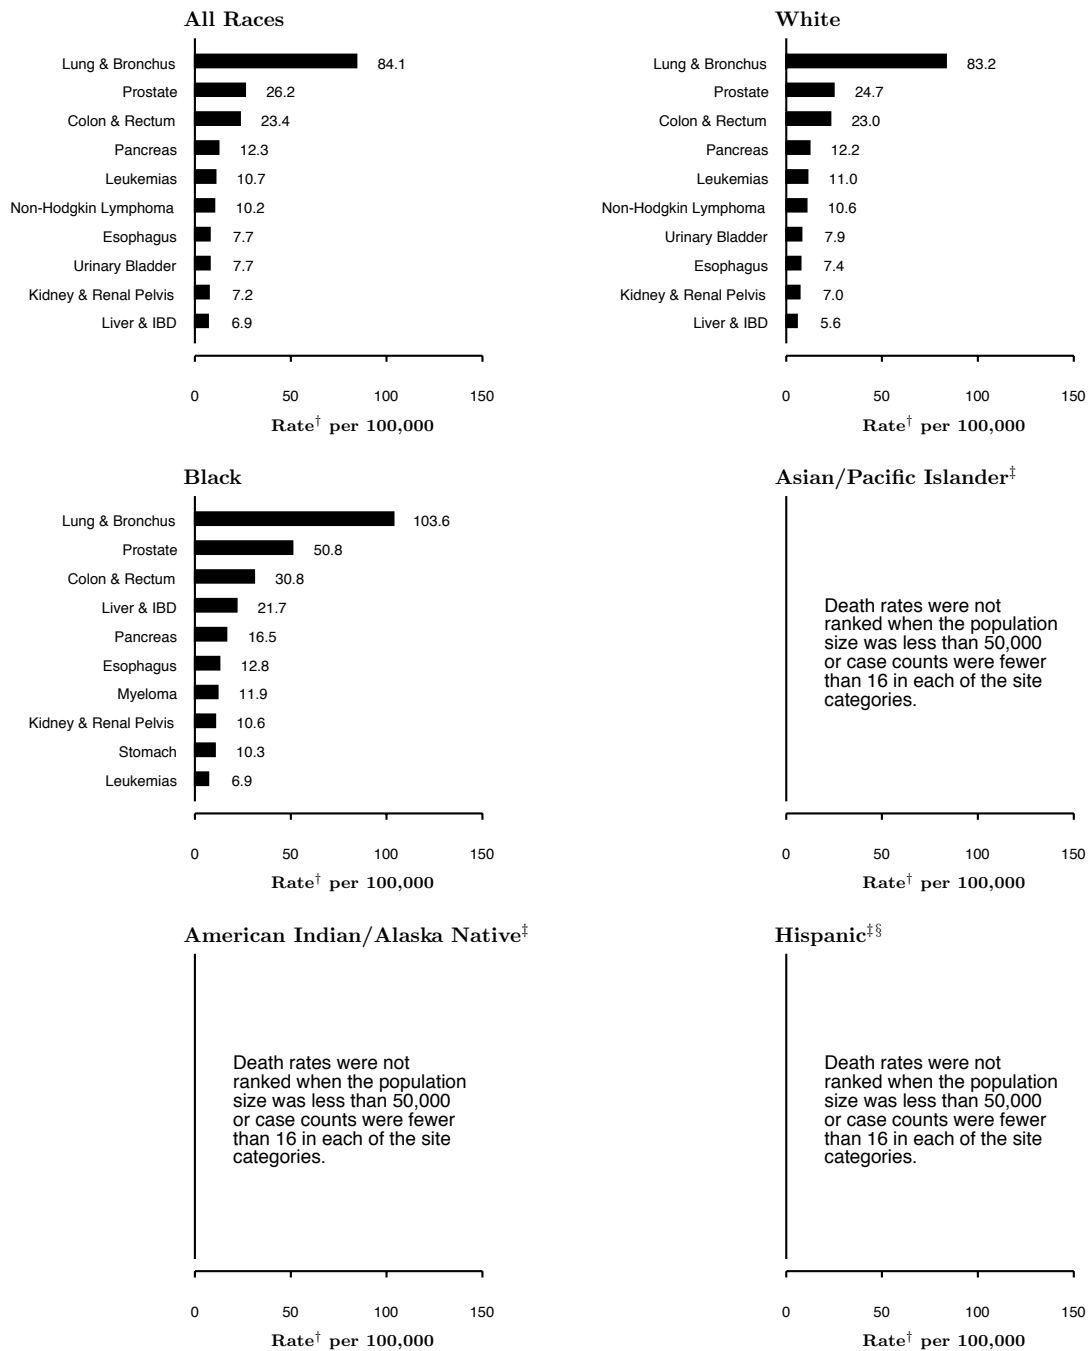 All Races
Lung & Bronchus 84.1
Prostate 26.2
Colon & Rectum 23.4
Pancreas 12.3
Leukemias 10.7
Non-Hodgkin Lymphoma 10.2
Esophagus 7.7
Urinary Bladder 7.7
Kidney & Renal Pelvis 7.2
Liver & IBD 6.9
0 50 100 150
Rate† per 100,000
White
Lung & Bronchus 83.2
Prostate 24.7
Colon & Rectum 23.0
Pancreas 12.2
Leukemias 11.0
Non-Hodgkin Lymphoma 10.6
Urinary Bladder 7.9
Esophagus 7.4
Kidney & Renal Pelvis 7.0
Liver & IBD 5.6
0 50 100 150
Rate† per 100,000
Black
Lung & Bronchus 103.6
Prostate 50.8
Colon & Rectum 30.8
Liver & IBD 21.7
Pancreas 16.5
Esophagus 12.8
Myeloma 11.9
Kidney & Renal Pelvis 10.6
Stomach 10.3
Leukemias 6.9
0 50 100 150
Rate† per 100,000
Asian/Pacific Islander‡
Death rates were not
ranked when the population
size was less than 50,000
or case counts were fewer
than 16 in each of the site
categories.
0 50 100 150
Rate† per 100,000
American Indian/Alaska Native‡
Death rates were not
ranked when the population
size was less than 50,000
or case counts were fewer
than 16 in each of the site
categories.
0 50 100 150
Rate† per 100,000
Hispanic‡§
Death rates were not
ranked when the population
size was less than 50,000
or case counts were fewer
than 16 in each of the site
categories.
0 50 100 150
Rate† per 100,000